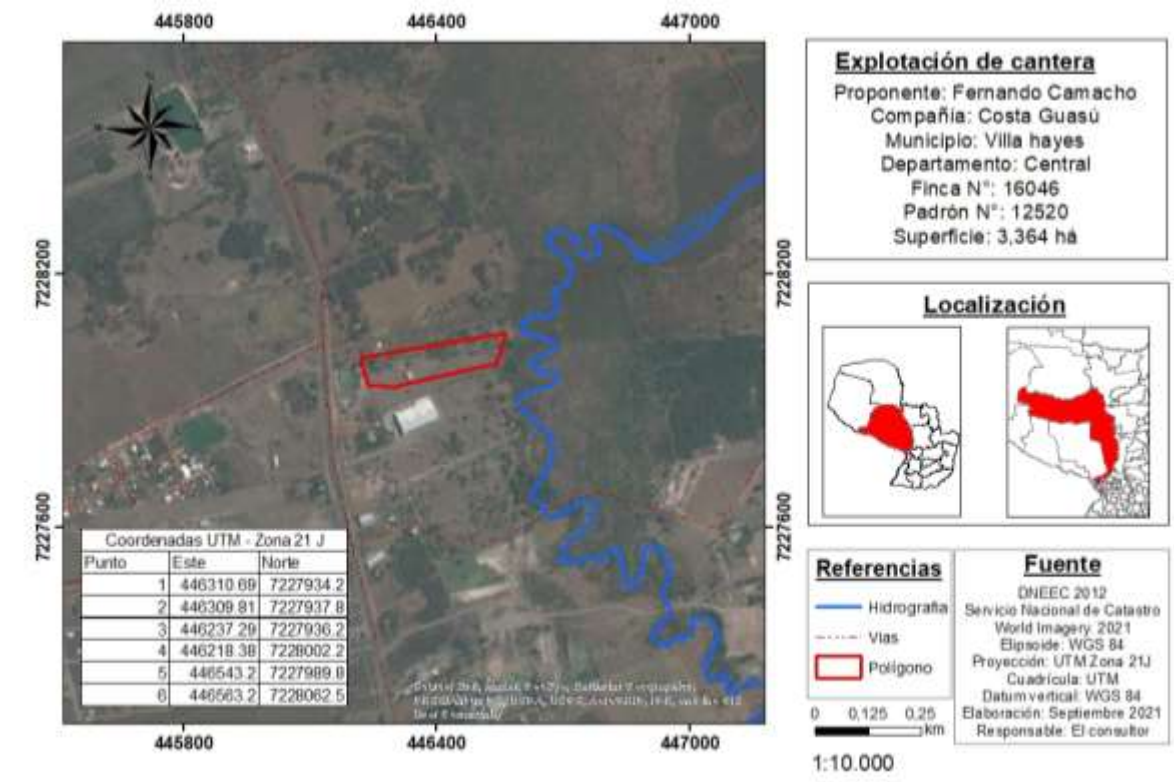 445800 446400 447000
7228200
7227600
7228200
7227600
Coordenadas UTM - Zona 21 J
Punto Este Norte
1 446310.69 7227934.2
2 446309.81 7227937.8
3 446237.29 7227936.2
4 446218.38 7228002.2
5 446543.2 7227989.8
6 446563.2 7228062.5
445800 446400 447000
Explotación de cantera
Proponente: Fernando Camacho
Compañía: Costa Guasú
Municipio: Villa hayes
Departamento: Central
Finca N°: 16046
Padrón N°: 12520
Superficie: 3,364 há
Localización
Referencias
Hidrografia
Vias
Polígono
0 0,125 0,25
km
1:10.000
Fuente
DNEEC 2012
Servicio Nacional de Catastro
World Imagery. 2021
Elipsoide: WGS 84
Proyección: UTM Zona 21J
Cuadrícula: UTM
Datum vertical: WGS 84
Elaboración: Septiembre 2021
Responsable: El consultor